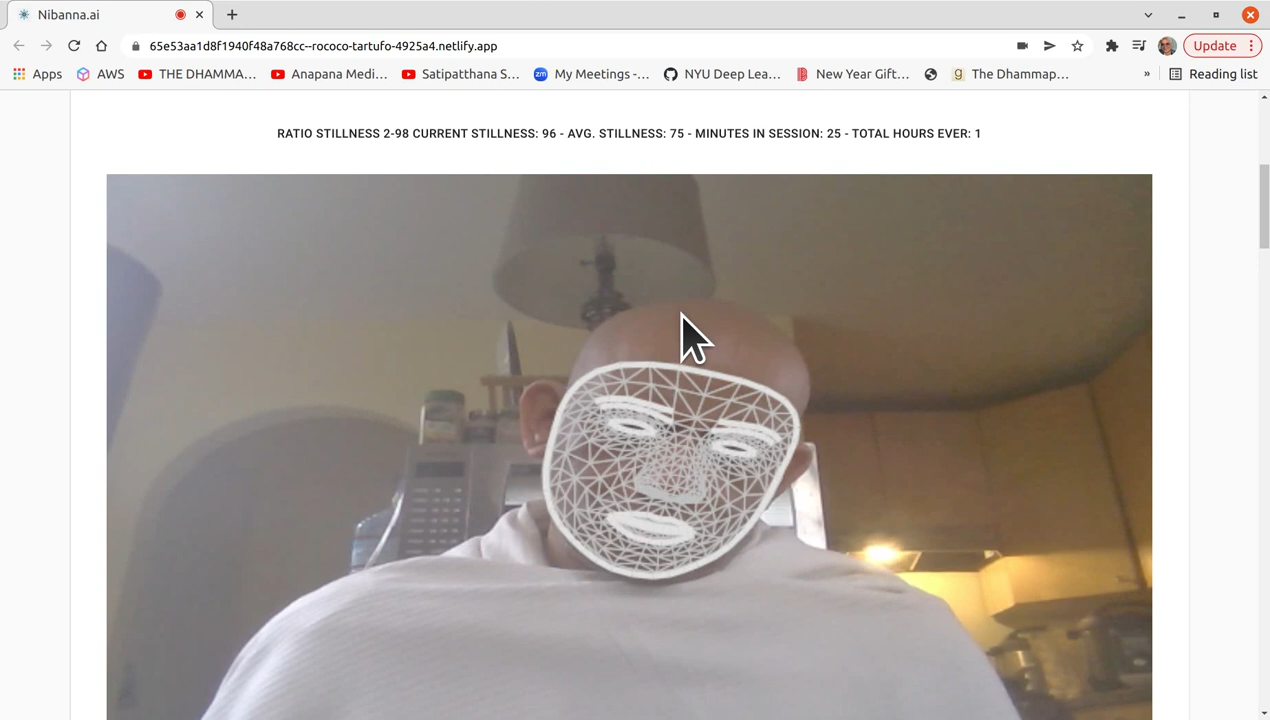 Nibanna.ai
65e53aa1d8f1940f48a768cc--rococo-tartufo-4925a4.netlify.app
Update
Apps AWS THE DHAMMA... Anapana Medi... Satipatthana S... My Meetings -... NYU Deep Lea... New Year Gift... The Dhammap... » Reading list
RATIO STILLNESS 2-98 CURRENT STILLNESS: 96 - AVG. STILLNESS: 75 - MINUTES IN SESSION: 25 - TOTAL HOURS EVER: 1